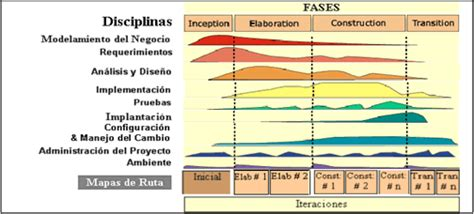 FASES
Disciplinas
Inception Elaboration Construction Transition
Modelamiento del Negocio
Requerimientos
Análisis y Diseño
Implementación
Pruebas
Implantación
Configuración
& Manejo del Cambio
Administración del Proyecto
Ambiente
Mapas de Ruta
Inicial Elab # 1 Elab # 2 Const: # 1 Const: # 2 Const: # n Tran: # 1 Tran: # n
Iteraciones